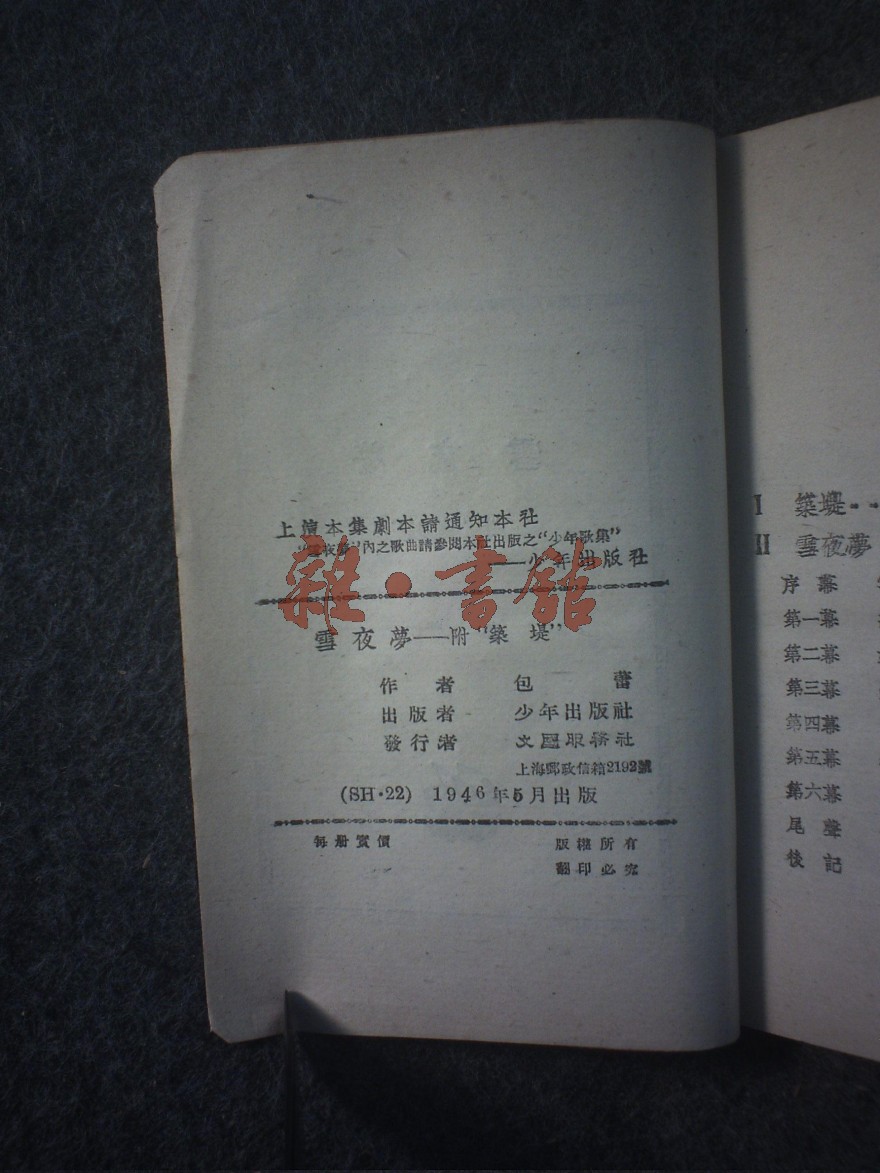 上演本集劇本請通知本社
“雪夜夢”內之歌曲請參閱本社出版之“少年歌集”
——少年出版社
雜·書館
雪夜夢——附“築堤”
作者 包蕾
出版者 少年出版社
發行者 文國服務社
上海郵政信箱2192號
(SH·22) 1946年5月出版
每册實價
版權所有
翻印必究
I 築堤··
II 雪夜夢
序幕
第一幕
第二幕
第三幕
第四幕
第五幕
第六幕
尾聲
後記